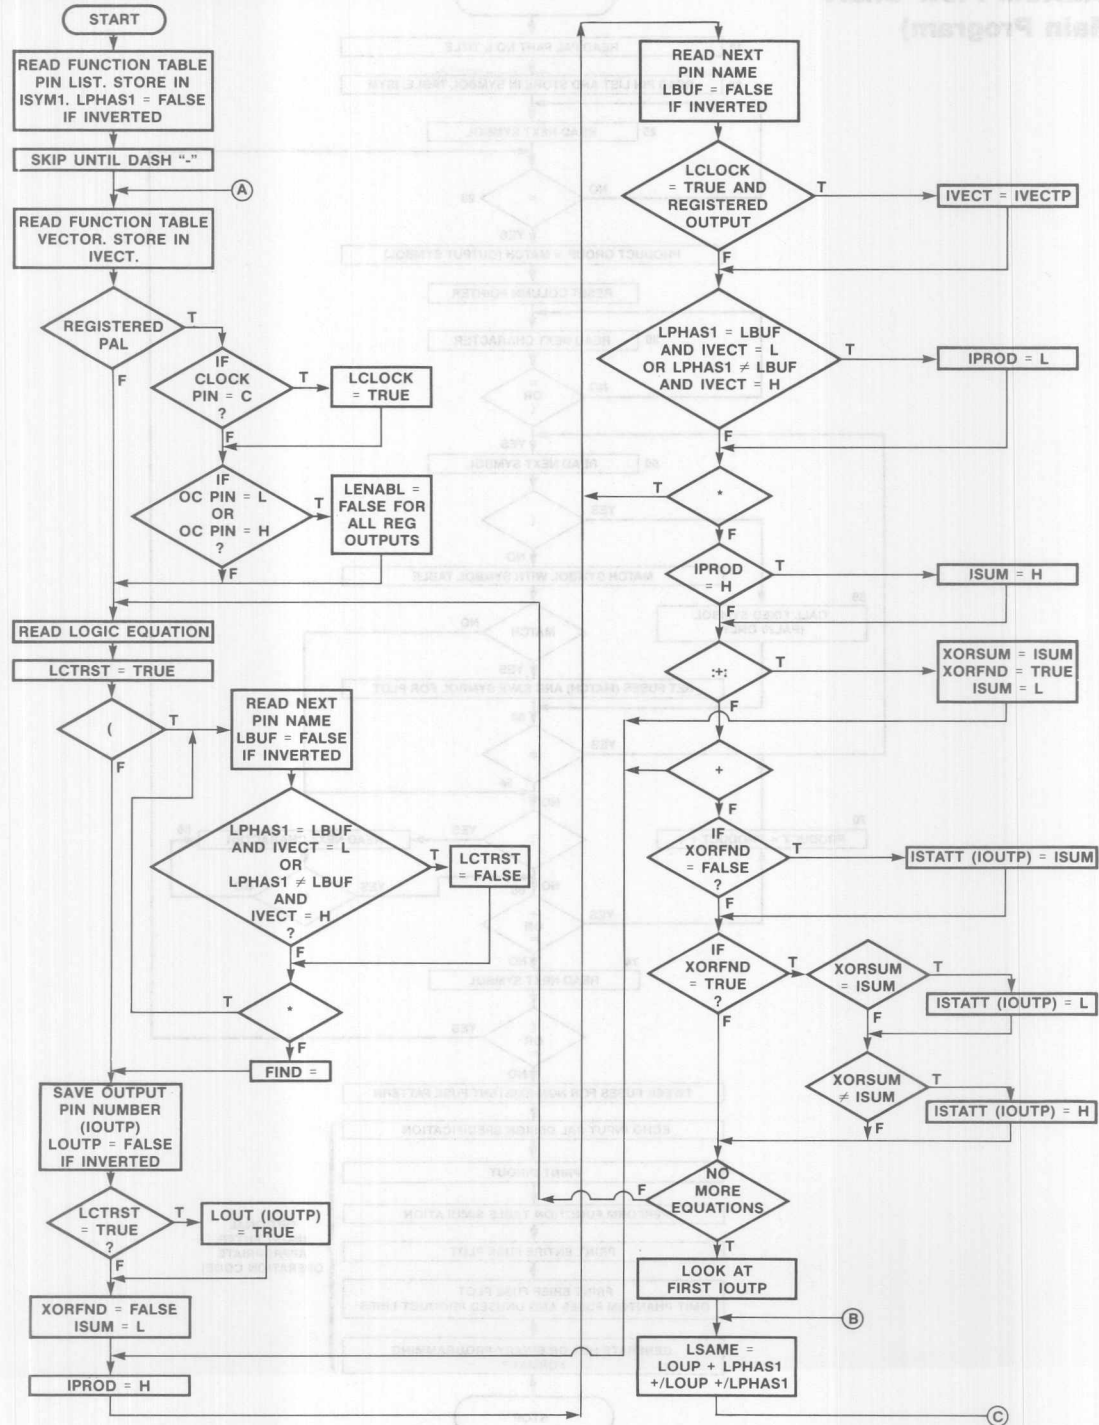 START
READ FUNCTION TABLE
PIN LIST. STORE IN
ISYM1. LPHAS1 = FALSE
IF INVERTED
SKIP UNTIL DASH “-”
A
READ FUNCTION TABLE
VECTOR. STORE IN
IVECT.
REGISTERED
PAL
T
F
IF
CLOCK
PIN = C
?
T
F
LCLOCK
= TRUE
IF
OC PIN = L
OR
OC PIN = H
?
T
F
LENABL =
FALSE FOR
ALL REG
OUTPUTS
READ LOGIC EQUATION
LCTRST = TRUE
(
T
F
READ NEXT
PIN NAME
LBUF = FALSE
IF INVERTED
LPHAS1 = LBUF
AND IVECT = L
OR
LPHAS1 ≠ LBUF
AND
IVECT = H
?
T
F
LCTRST
= FALSE
*
T
F
FIND =
SAVE OUTPUT
PIN NUMBER
(IOUTP)
LOUTP = FALSE
IF INVERTED
LCTRST
= TRUE
?
T
F
LOUT (IOUTP)
= TRUE
XORFND = FALSE
ISUM = L
IPROD = H
READ NEXT
PIN NAME
LBUF = FALSE
IF INVERTED
LCLOCK
= TRUE AND
REGISTERED
OUTPUT
T
F
IVECT = IVECTP
LPHAS1 = LBUF
AND IVECT = L
OR LPHAS1 ≠ LBUF
AND IVECT = H
T
F
IPROD = L
*
T
F
IPROD
= H
T
F
ISUM = H
:+:
T
F
XORSUM = ISUM
XORFND = TRUE
ISUM = L
+
T
F
IF
XORFND
= FALSE
?
T
F
ISTATT (IOUTP) = ISUM
IF
XORFND
= TRUE
?
T
F
XORSUM
= ISUM
T
F
ISTATT (IOUTP) = L
XORSUM
≠ ISUM
T
F
ISTATT (IOUTP) = H
NO
MORE
EQUATIONS
F
T
LOOK AT
FIRST IOUTP
B
LSAME =
LOUP + LPHAS1
+/LOUP +/LPHAS1
C